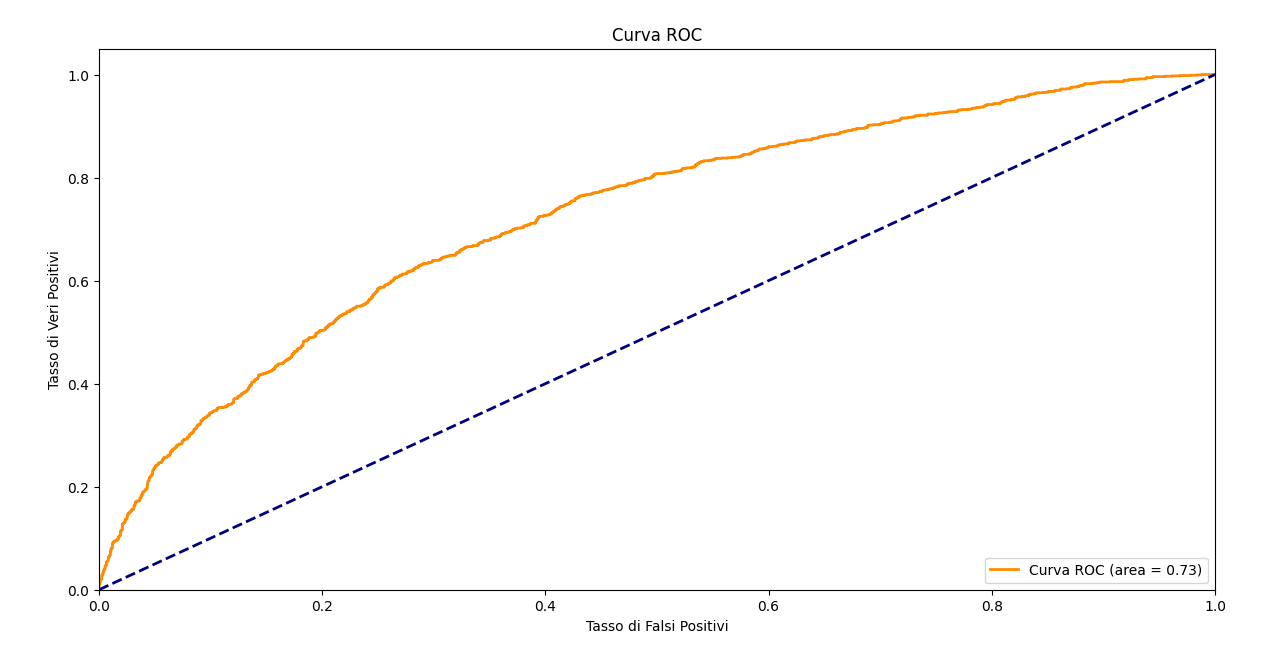 Curva ROC
1.0
0.8
0.6
0.4
0.2
0.0
Tasso di Veri Positivi
0.0 0.2 0.4 0.6 0.8 1.0
Tasso di Falsi Positivi
Curva ROC (area = 0.73)